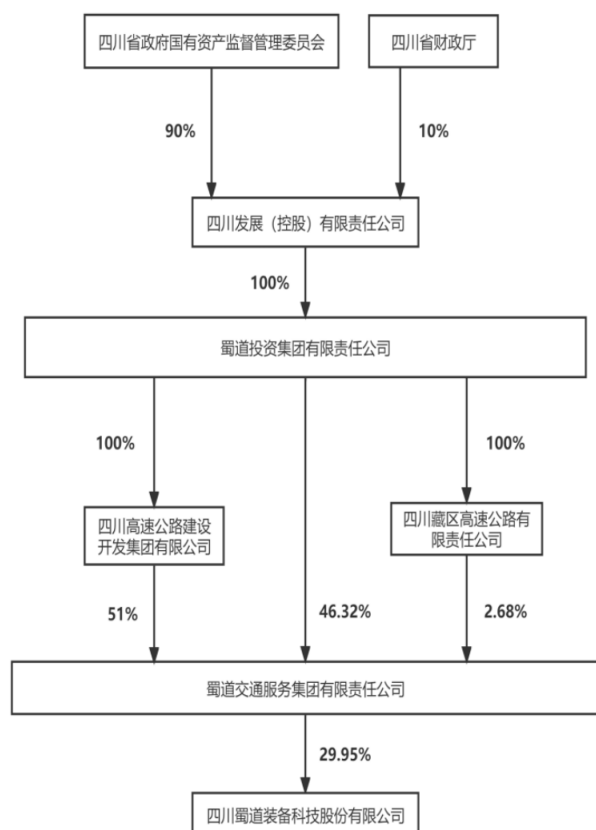 四川省政府国有资产监督管理委员会
四川省财政厅
90%
10%
四川发展（控股）有限责任公司
100%
蜀道投资集团有限责任公司
100%
100%
四川高速公路建设
开发集团有限公司
四川藏区高速公路有
限责任公司
51%
46.32%
2.68%
蜀道交通服务集团有限责任公司
29.95%
四川蜀道装备科技股份有限公司